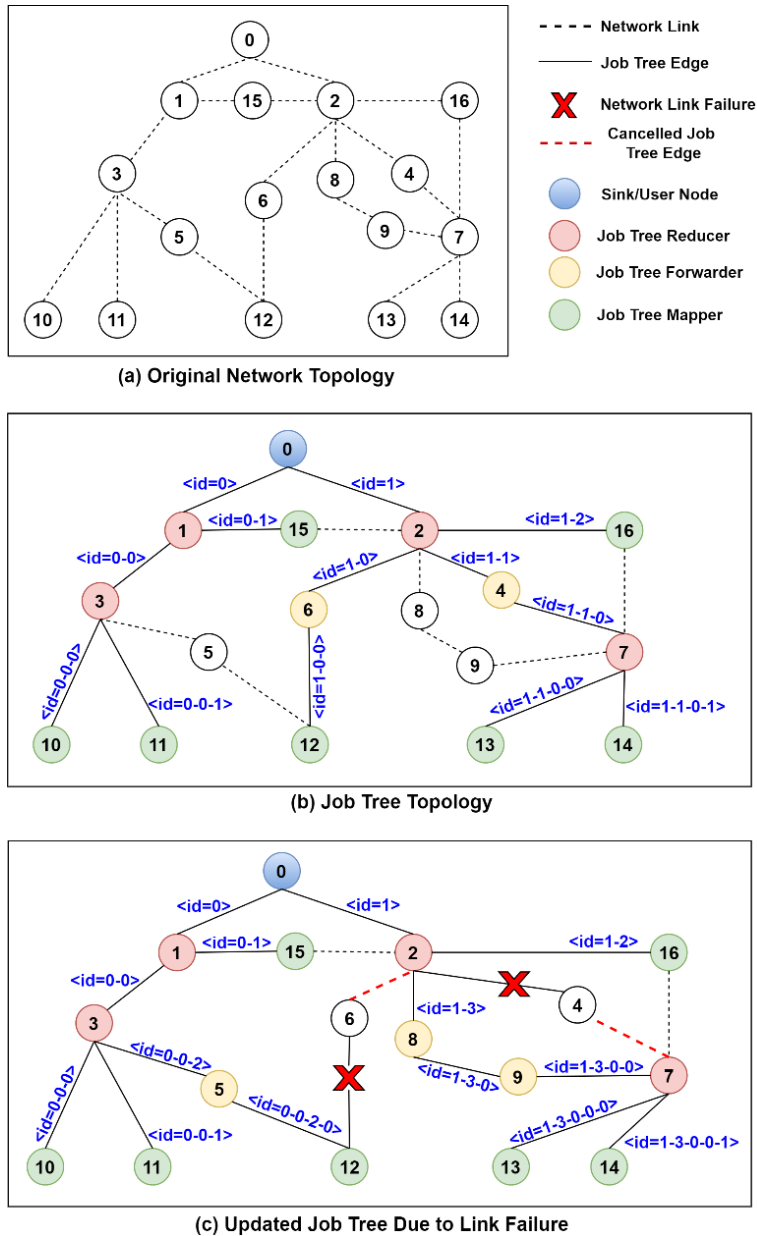 0
1
15
2
16
3
8
4
6
5
9
7
10
11
12
13
14
(a) Original Network Topology
Network Link
Job Tree Edge
Network Link Failure
Cancelled Job
Tree Edge
Sink/User Node
Job Tree Reducer
Job Tree Forwarder
Job Tree Mapper
0
<id=0>
<id=1>
1
<id=0-1>
15
2
<id=1-2>
16
<id=0-0>
<id=1-0>
<id=1-1>
3
6
8
4
<id=1-1-0>
5
9
7
<id=0-0-0>
<id=0-0-1>
<id=1-0-0>
<id=1-1-0-0>
<id=1-1-0-1>
10
11
12
13
14
(b) Job Tree Topology
0
<id=0>
<id=1>
1
<id=0-1>
15
2
<id=1-2>
16
<id=0-0>
3
6
<id=1-3>
4
8
<id=0-0-2>
5
<id=1-3-0>
9
<id=1-3-0-0>
7
<id=0-0-0>
<id=0-0-1>
<id=0-0-2-0>
<id=1-3-0-0-0>
<id=1-3-0-0-1>
10
11
12
13
14
(c) Updated Job Tree Due to Link Failure